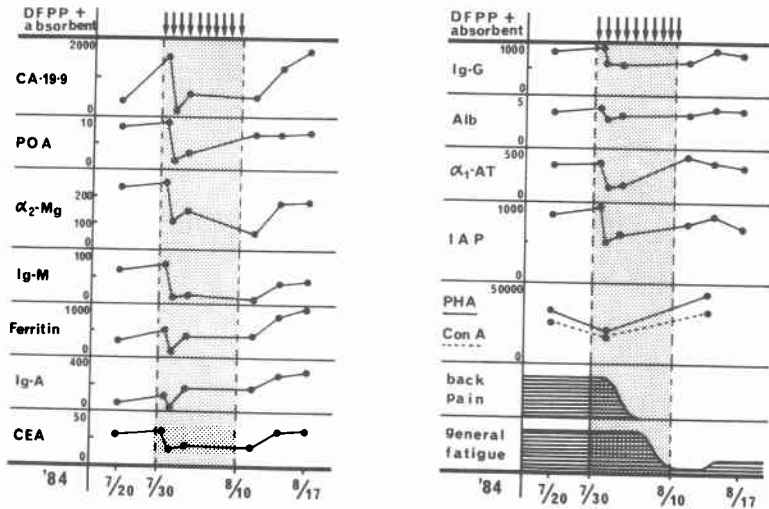 DFPP +
absorbent
2000
CA·19·9
0
10
POA
0
200
α₂-Mg
100
0
100
Ig-M
0
1000
Ferritin
0
400
Ig-A
0
50
CEA
0
'84
7/20 7/30 8/10 8/17
DFPP +
absorbent
1000
Ig-G
0
5
Alb
0
500
α₁-AT
0
1000
IAP
0
50000
PHA
Con A
0
back
pain
general
fatigue
'84
7/20 7/30 8/10 8/17